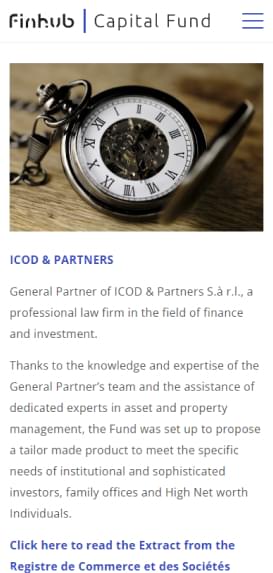 finhub | Capital Fund
ICOD & PARTNERS
General Partner of ICOD & Partners S.à r.l., a
professional law firm in the field of finance
and investment.
Thanks to the knowledge and expertise of the
General Partner's team and the assistance of
dedicated experts in asset and property
management, the Fund was set up to propose
a tailor made product to meet the specific
needs of institutional and sophisticated
investors, family offices and High Net worth
Individuals.
Click here to read the Extract from the
Registre de Commerce et des Sociétés